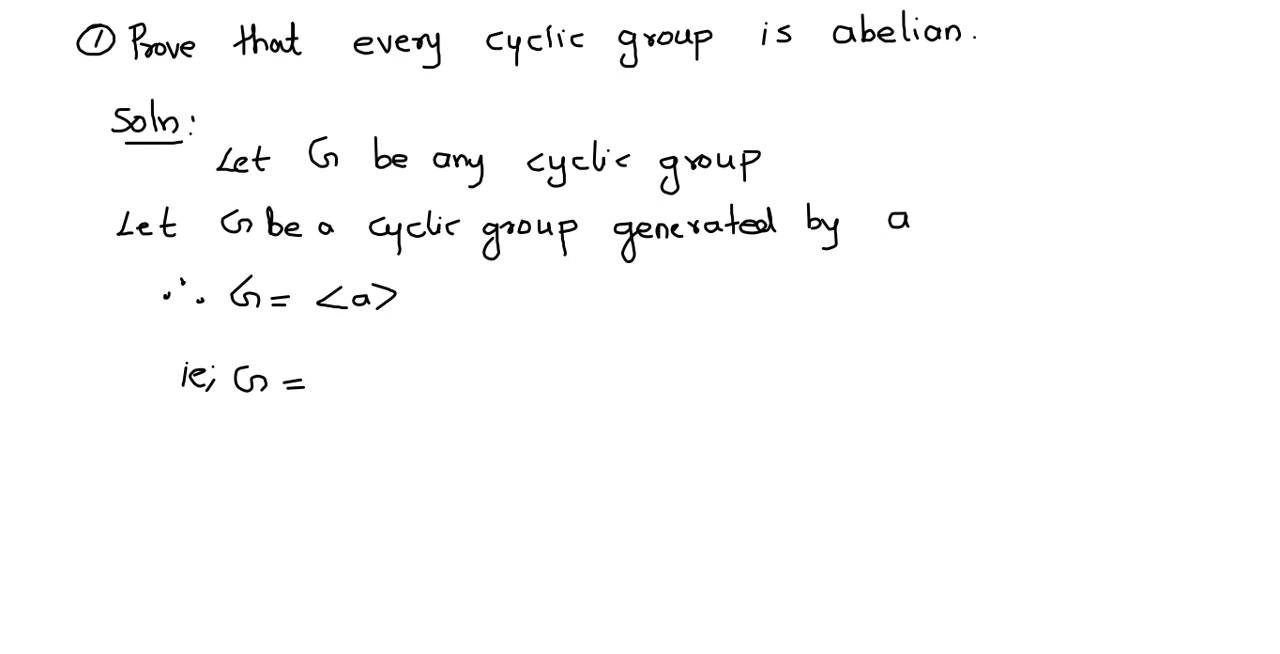 ① Prove that every cyclic group is abelian.
Soln:
Let G be any cyclic group
Let G be a cyclic group generated by a
∴ G = <a>
ie; G =